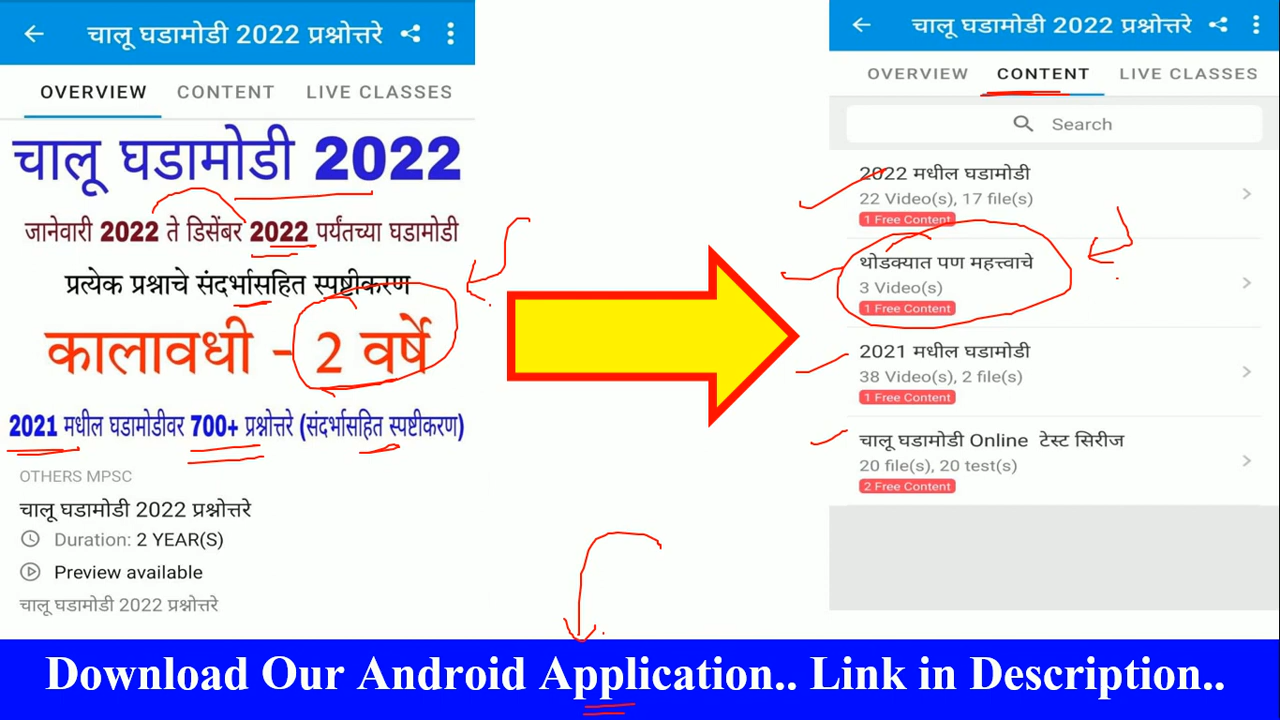 चालू घडामोडी 2022 प्रश्नोत्तरे
OVERVIEW CONTENT LIVE CLASSES
चालू घडामोडी 2022
जानेवारी 2022 ते डिसेंबर 2022 पर्यंतच्या घडामोडी
प्रत्येक प्रश्नाचे संदर्भासहित स्पष्टीकरण
कालावधी - 2 वर्षे
2021 मधील घडामोडीवर 700+ प्रश्नोत्तरे (संदर्भासहित स्पष्टीकरण)
OTHERS MPSC
चालू घडामोडी 2022 प्रश्नोत्तरे
Duration: 2 YEAR(S)
Preview available
चालू घडामोडी 2022 प्रश्नोत्तरे
चालू घडामोडी 2022 प्रश्नोत्तरे
OVERVIEW CONTENT LIVE CLASSES
Search
2022 मधील घडामोडी
22 Video(s), 17 file(s)
1 Free Content
थोडक्यात पण महत्त्वाचे
3 Video(s)
1 Free Content
2021 मधील घडामोडी
38 Video(s), 2 file(s)
1 Free Content
चालू घडामोडी Online टेस्ट सिरीज
20 file(s), 20 test(s)
2 Free Content
Download Our Android Application.. Link in Description..